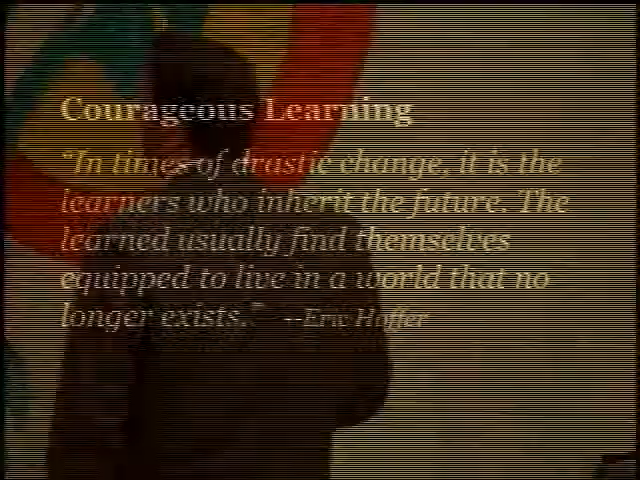 Courageous Learning
“In times of drastic change, it is the
learners who inherit the future. The
learned usually find themselves
equipped to live in a world that no
longer exists.” --Eric Hoffer